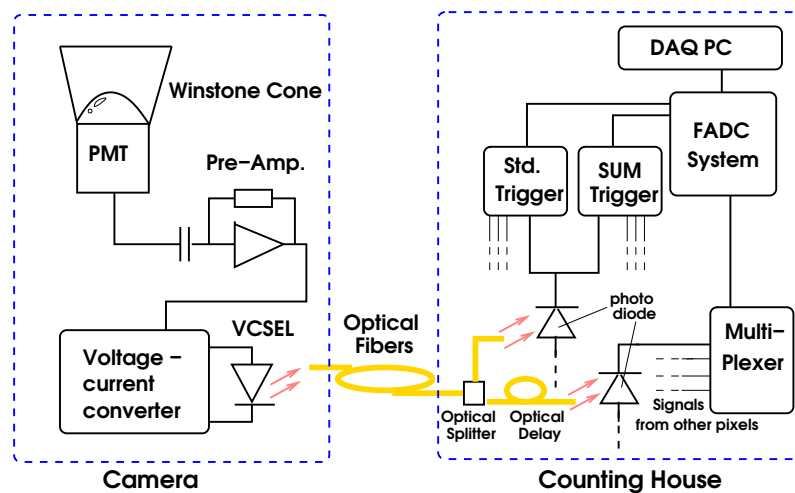 Winstone Cone
PMT
Pre-Amp.
VCSEL
Voltage -
current
converter
Camera
Optical
Fibers
DAQ PC
FADC
System
Std.
Trigger
SUM
Trigger
photo
diode
Multi-
Plexer
Optical
Splitter
Optical
Delay
Signals
from other pixels
Counting House